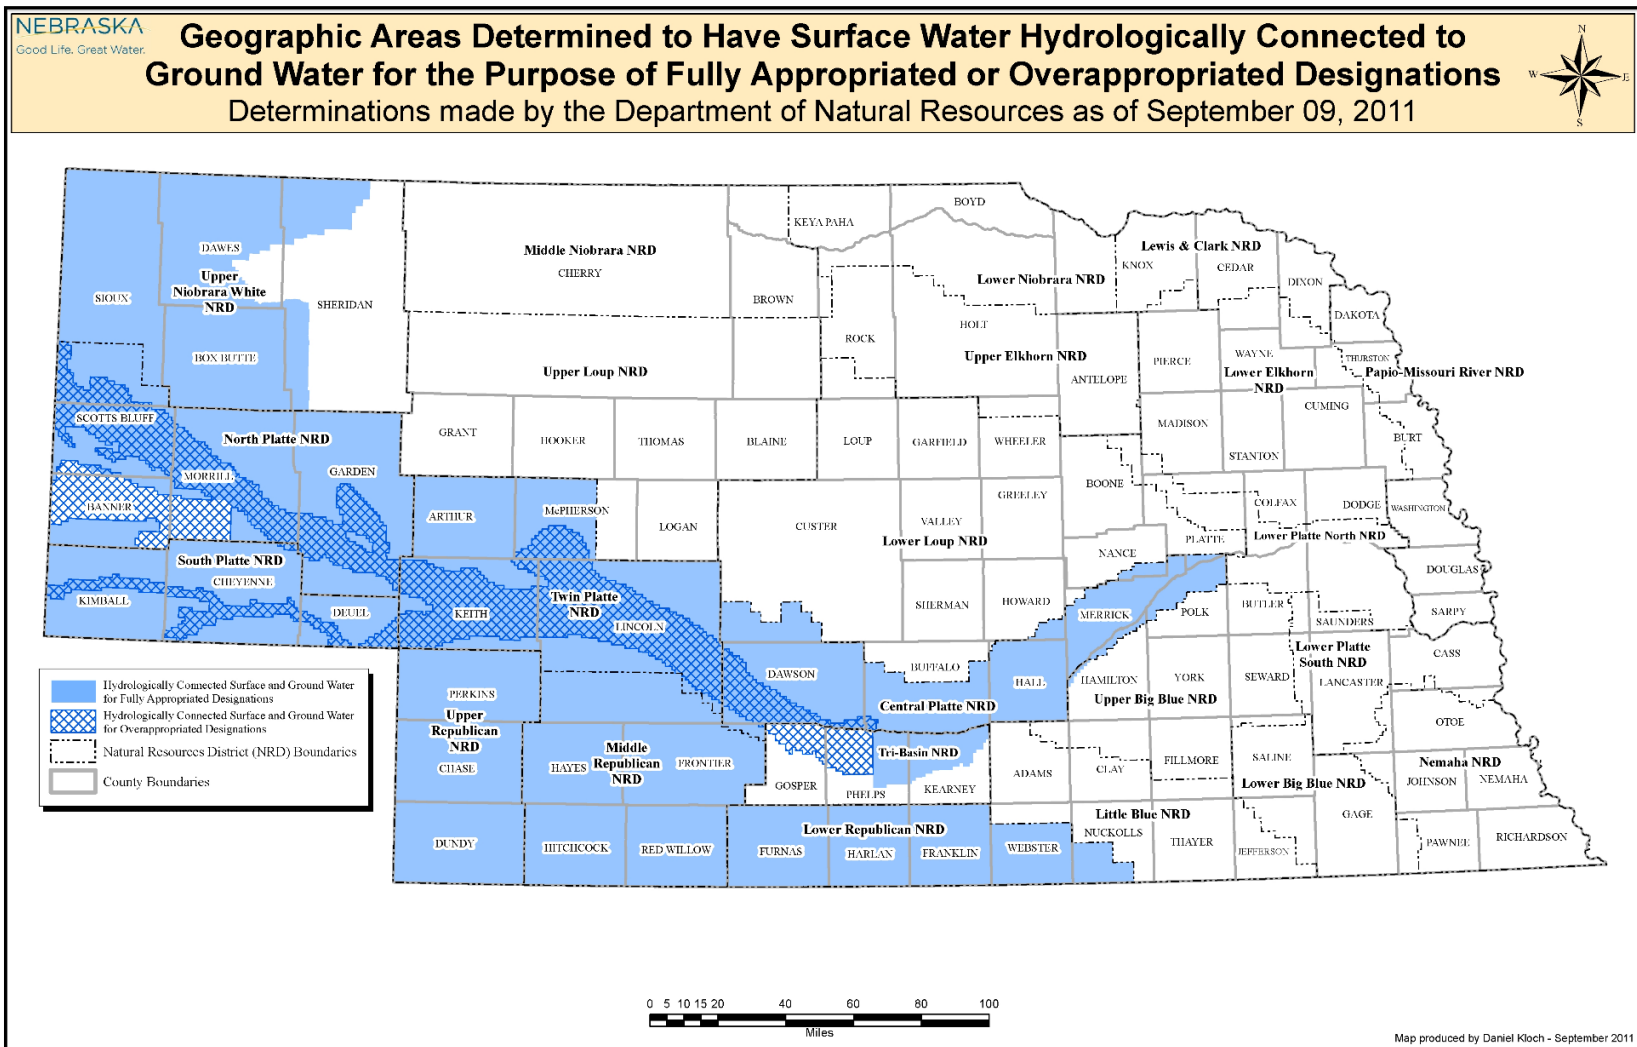 NEBRASKA
Good Life. Great Water.
Geographic Areas Determined to Have Surface Water Hydrologically Connected to
Ground Water for the Purpose of Fully Appropriated or Overappropriated Designations
Determinations made by the Department of Natural Resources as of September 09, 2011
N
W E
S
BOYD
KEYA PAHA
DAWES
Middle Niobrara NRD
Lewis & Clark NRD
CHERRY
KNOX
CEDAR
Upper
Niobrara White
NRD
Lower Niobrara NRD
DIXON
SIOUX
SHERIDAN
BROWN
DAKOTA
HOLT
ROCK
BOX BUTTE
Upper Elkhorn NRD
WAYNE
THURSTON
PIERCE
Upper Loup NRD
Lower Elkhorn
NRD
Papio-Missouri River NRD
ANTELOPE
CUMING
SCOTTS BLUFF
MADISON
GRANT
HOOKER
THOMAS
BLAINE
LOUP
GARFIELD
WHEELER
BURT
North Platte NRD
STANTON
GARDEN
MORRILL
BOONE
GREELEY
BANNERY
ARTHUR
McPHERSON
LOGAN
CUSTER
VALLEY
COLFAX
DODGE
WASHINGTON
Lower Loup NRD
PLATTE
Lower Platte North NRD
NANCE
South Platte NRD
CHEYENNE
DOUGLAS
KIMBALL
DEUEL
KEITH
Twin Platte
NRD
LINCOLN
SHERMAN
HOWARD
MERRICK
POLK
BUTLER
SAUNDERS
SARPY
Lower Platte
South NRD
CASS
BUFFALO
DAWSON
HALL
HAMILTON
YORK
SEWARD
LANCASTER
PERKINS
Central Platte NRD
Upper Big Blue NRD
Upper
Republican
NRD
OTOE
Middle
Republican
NRD
Tri-Basin NRD
CHASE
HAYES
FRONTIER
ADAMS
CLAY
FILLMORE
SALINE
Nemaha NRD
GOSPER
PHELPS
KEARNEY
Lower Big Blue NRD
JOHNSON
NEMAHA
Lower Republican NRD
Little Blue NRD
GAGE
DUNDY
HITCHCOCK
RED WILLOW
FURNAS
HARLAN
FRANKLIN
WEBSTER
NUCKOLLS
THAYER
JEFFERSON
PAWNEE
RICHARDSON
Hydrologically Connected Surface and Ground Water
for Fully Appropriated Designations
Hydrologically Connected Surface and Ground Water
for Overappropriated Designations
Natural Resources District (NRD) Boundaries
County Boundaries
0 5 10 15 20 40 60 80 100
Miles
Map produced by Daniel Kloch - September 2011